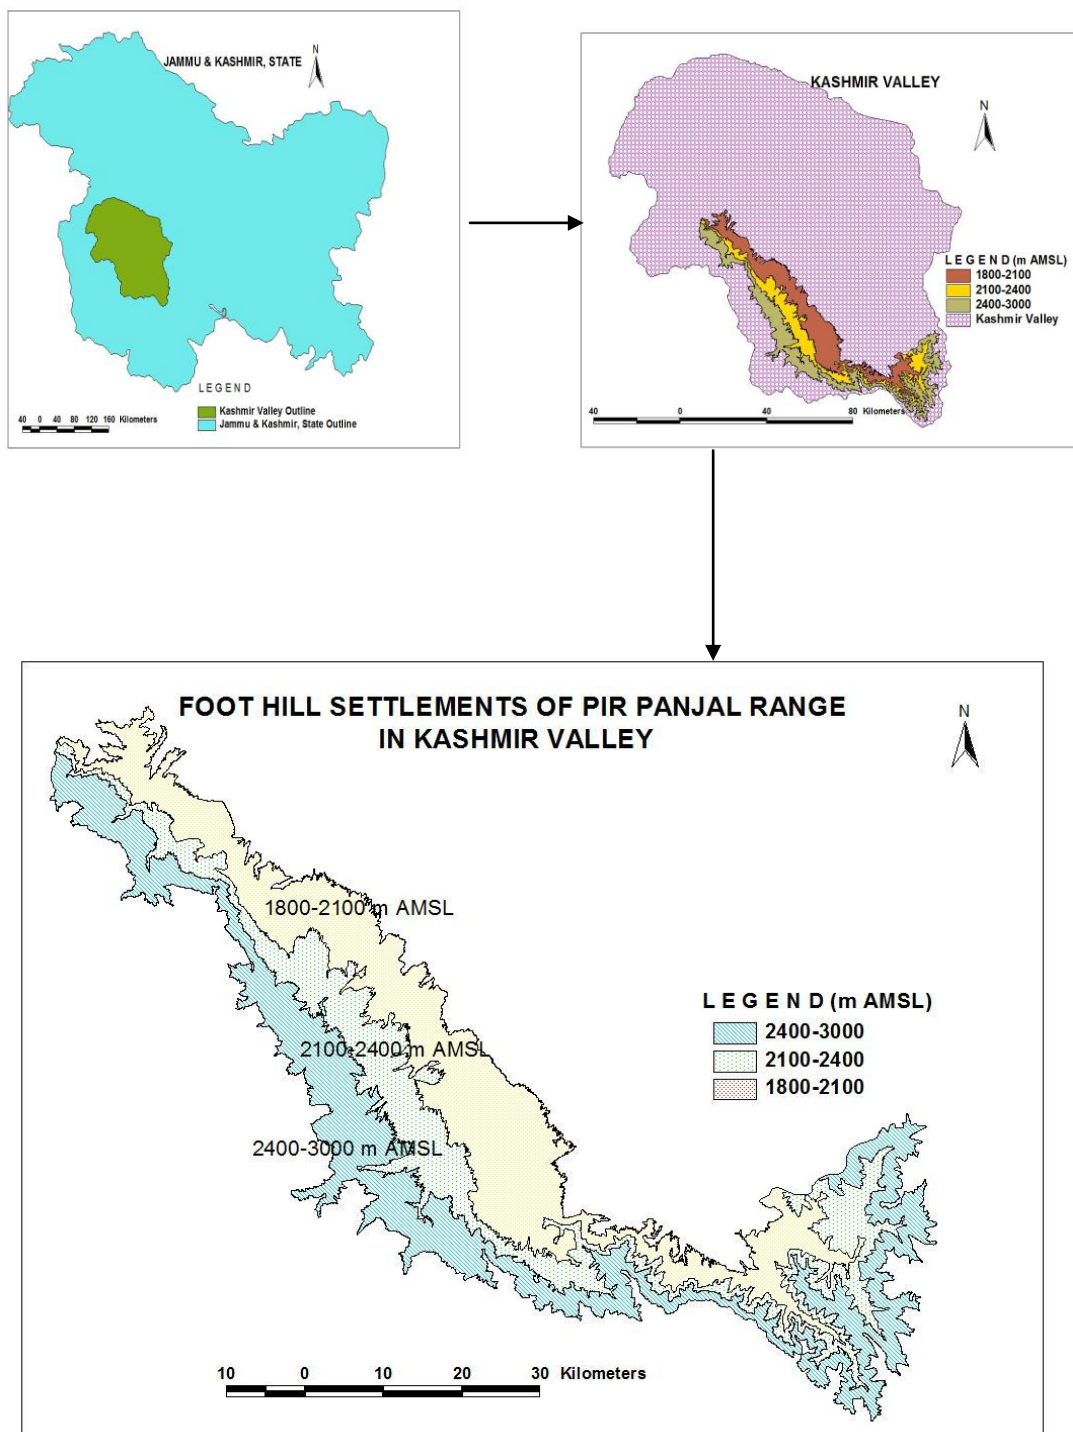 JAMMU & KASHMIR, STATE
N
L E G E N D
Kashmir Valley Outline
Jammu & Kashmir, State Outline
40 0 40 80 120 160 Kilometers
KASHMIR VALLEY
N
L E G E N D (m AMSL)
1800-2100
2100-2400
2400-3000
Kashmir Valley
40 0 40 80 Kilometers
FOOT HILL SETTLEMENTS OF PIR PANJAL RANGE
IN KASHMIR VALLEY
N
1800-2100 m AMSL
2100-2400 m AMSL
2400-3000 m AMSL
L E G E N D (m AMSL)
2400-3000
2100-2400
1800-2100
10 0 10 20 30 Kilometers